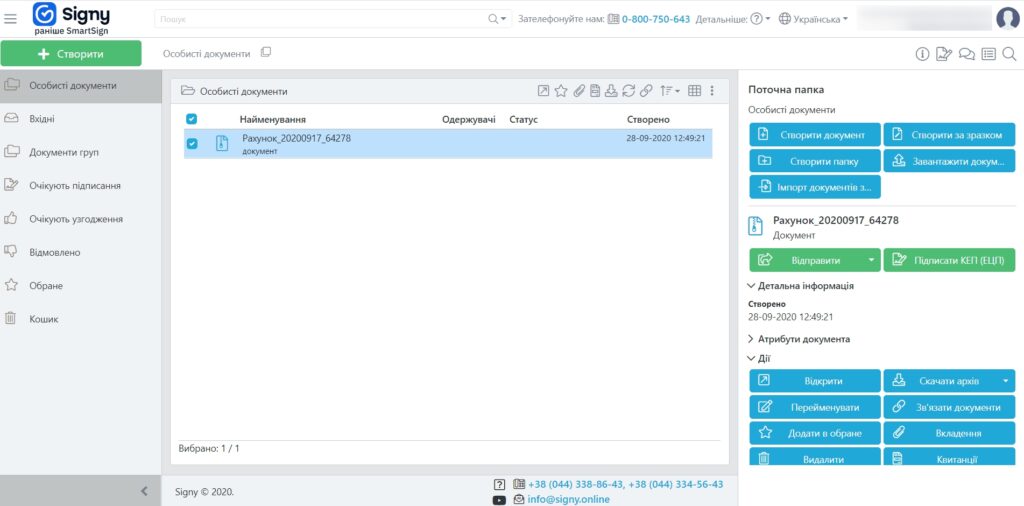 Signy
раніше SmartSign
Пошук
Зателефонуйте нам: 0-800-750-643 Детальніше: Українська
Створити
Особисті документи
Особисті документи
Вхідні
Документи груп
Очікують підписання
Очікують узгодження
Відмовлено
Обране
Кошик
Особисті документи
Найменування Одержувачі Статус Створено
Рахунок_20200917_64278 28-09-2020 12:49:21
документ
Вибрано: 1 / 1
Поточна папка
Особисті документи
Створити документ Створити за зразком
Створити папку Завантажити докум...
Імпорт документів з...
Рахунок_20200917_64278
Документ
Відправити Підписати КЕП (ЕЦП)
Детальна інформація
Створено
28-09-2020 12:49:21
Атрибути документа
Дії
Відкрити Скачати архів
Перейменувати Зв'язати документи
Додати в обране Вкладення
Видалити Квитанції
Signy © 2020.
+38 (044) 338-86-43, +38 (044) 334-56-43
info@signy.online